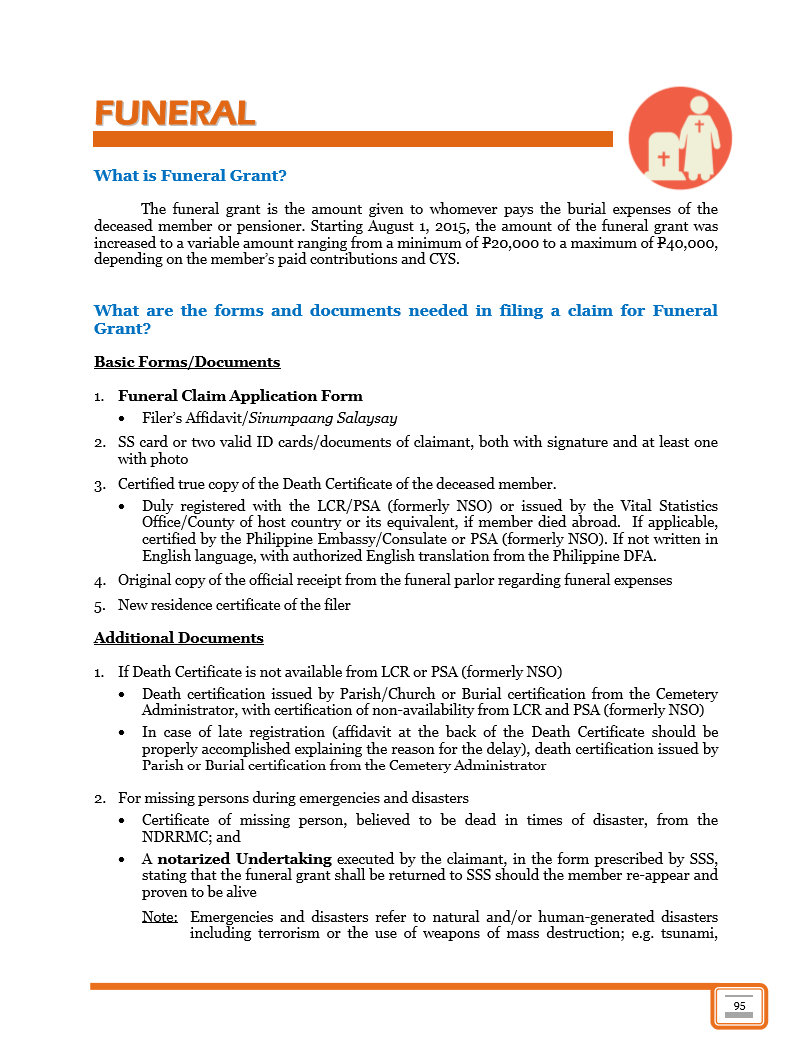 FUNERAL
What is Funeral Grant?
The funeral grant is the amount given to whomever pays the burial expenses of the
deceased member or pensioner. Starting August 1, 2015, the amount of the funeral grant was
increased to a variable amount ranging from a minimum of ₱20,000 to a maximum of ₱40,000,
depending on the member's paid contributions and CYS.
What are the forms and documents needed in filing a claim for Funeral
Grant?
Basic Forms/Documents
1. Funeral Claim Application Form
• Filer's Affidavit/Sinumpaang Salaysay
2. SS card or two valid ID cards/documents of claimant, both with signature and at least one
with photo
3. Certified true copy of the Death Certificate of the deceased member.
• Duly registered with the LCR/PSA (formerly NSO) or issued by the Vital Statistics
Office/County of host country or its equivalent, if member died abroad. If applicable,
certified by the Philippine Embassy/Consulate or PSA (formerly NSO). If not written in
English language, with authorized English translation from the Philippine DFA.
4. Original copy of the official receipt from the funeral parlor regarding funeral expenses
5. New residence certificate of the filer
Additional Documents
1. If Death Certificate is not available from LCR or PSA (formerly NSO)
• Death certification issued by Parish/Church or Burial certification from the Cemetery
Administrator, with certification of non-availability from LCR and PSA (formerly NSO)
• In case of late registration (affidavit at the back of the Death Certificate should be
properly accomplished explaining the reason for the delay), death certification issued by
Parish or Burial certification from the Cemetery Administrator
2. For missing persons during emergencies and disasters
• Certificate of missing person, believed to be dead in times of disaster, from the
NDRRMC; and
• A notarized Undertaking executed by the claimant, in the form prescribed by SSS,
stating that the funeral grant shall be returned to SSS should the member re-appear and
proven to be alive
Note: Emergencies and disasters refer to natural and/or human-generated disasters
including terrorism or the use of weapons of mass destruction; e.g. tsunami,
95